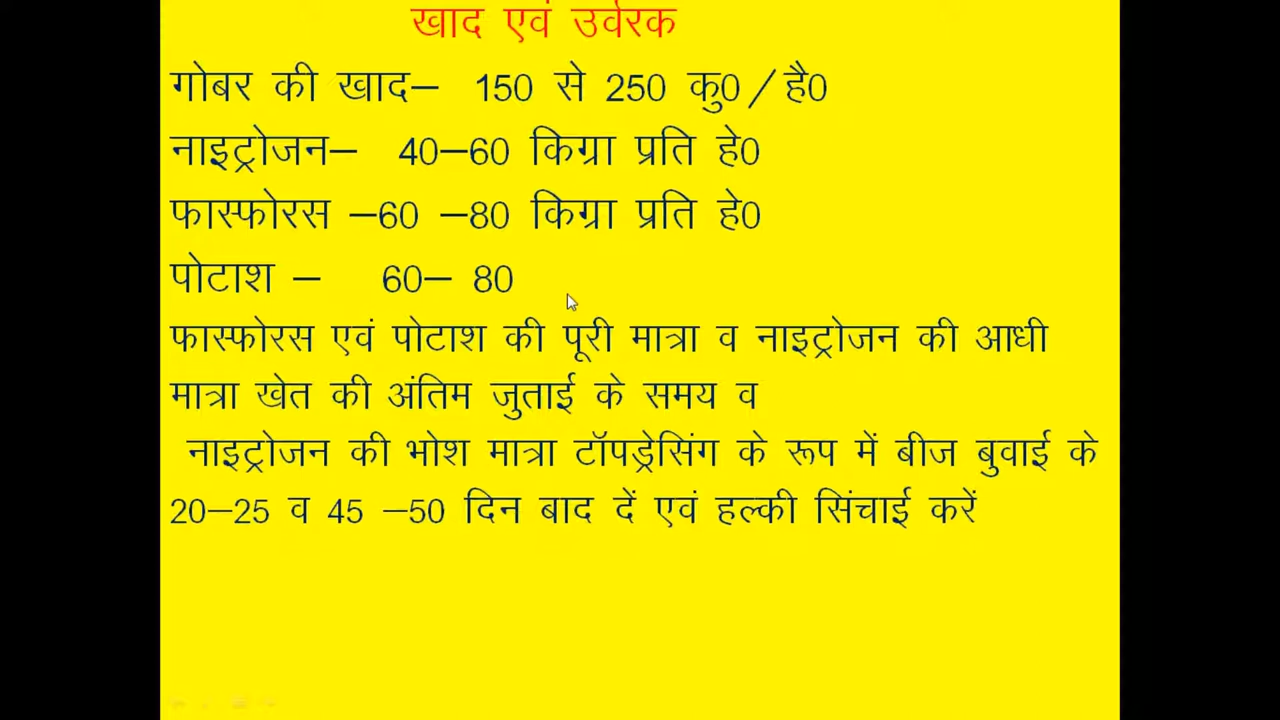 खाद एवं उर्वरक
गोबर की खाद– 150 से 250 कु0/है0
नाइट्रोजन– 40–60 किग्रा प्रति हे0
फास्फोरस –60 –80 किग्रा प्रति हे0
पोटाश – 60– 80
फास्फोरस एवं पोटाश की पूरी मात्रा व नाइट्रोजन की आधी
मात्रा खेत की अंतिम जुताई के समय व
नाइट्रोजन की भोश मात्रा टॉपड्रेसिंग के रूप में बीज बुवाई के
20–25 व 45 –50 दिन बाद दें एवं हल्की सिंचाई करें